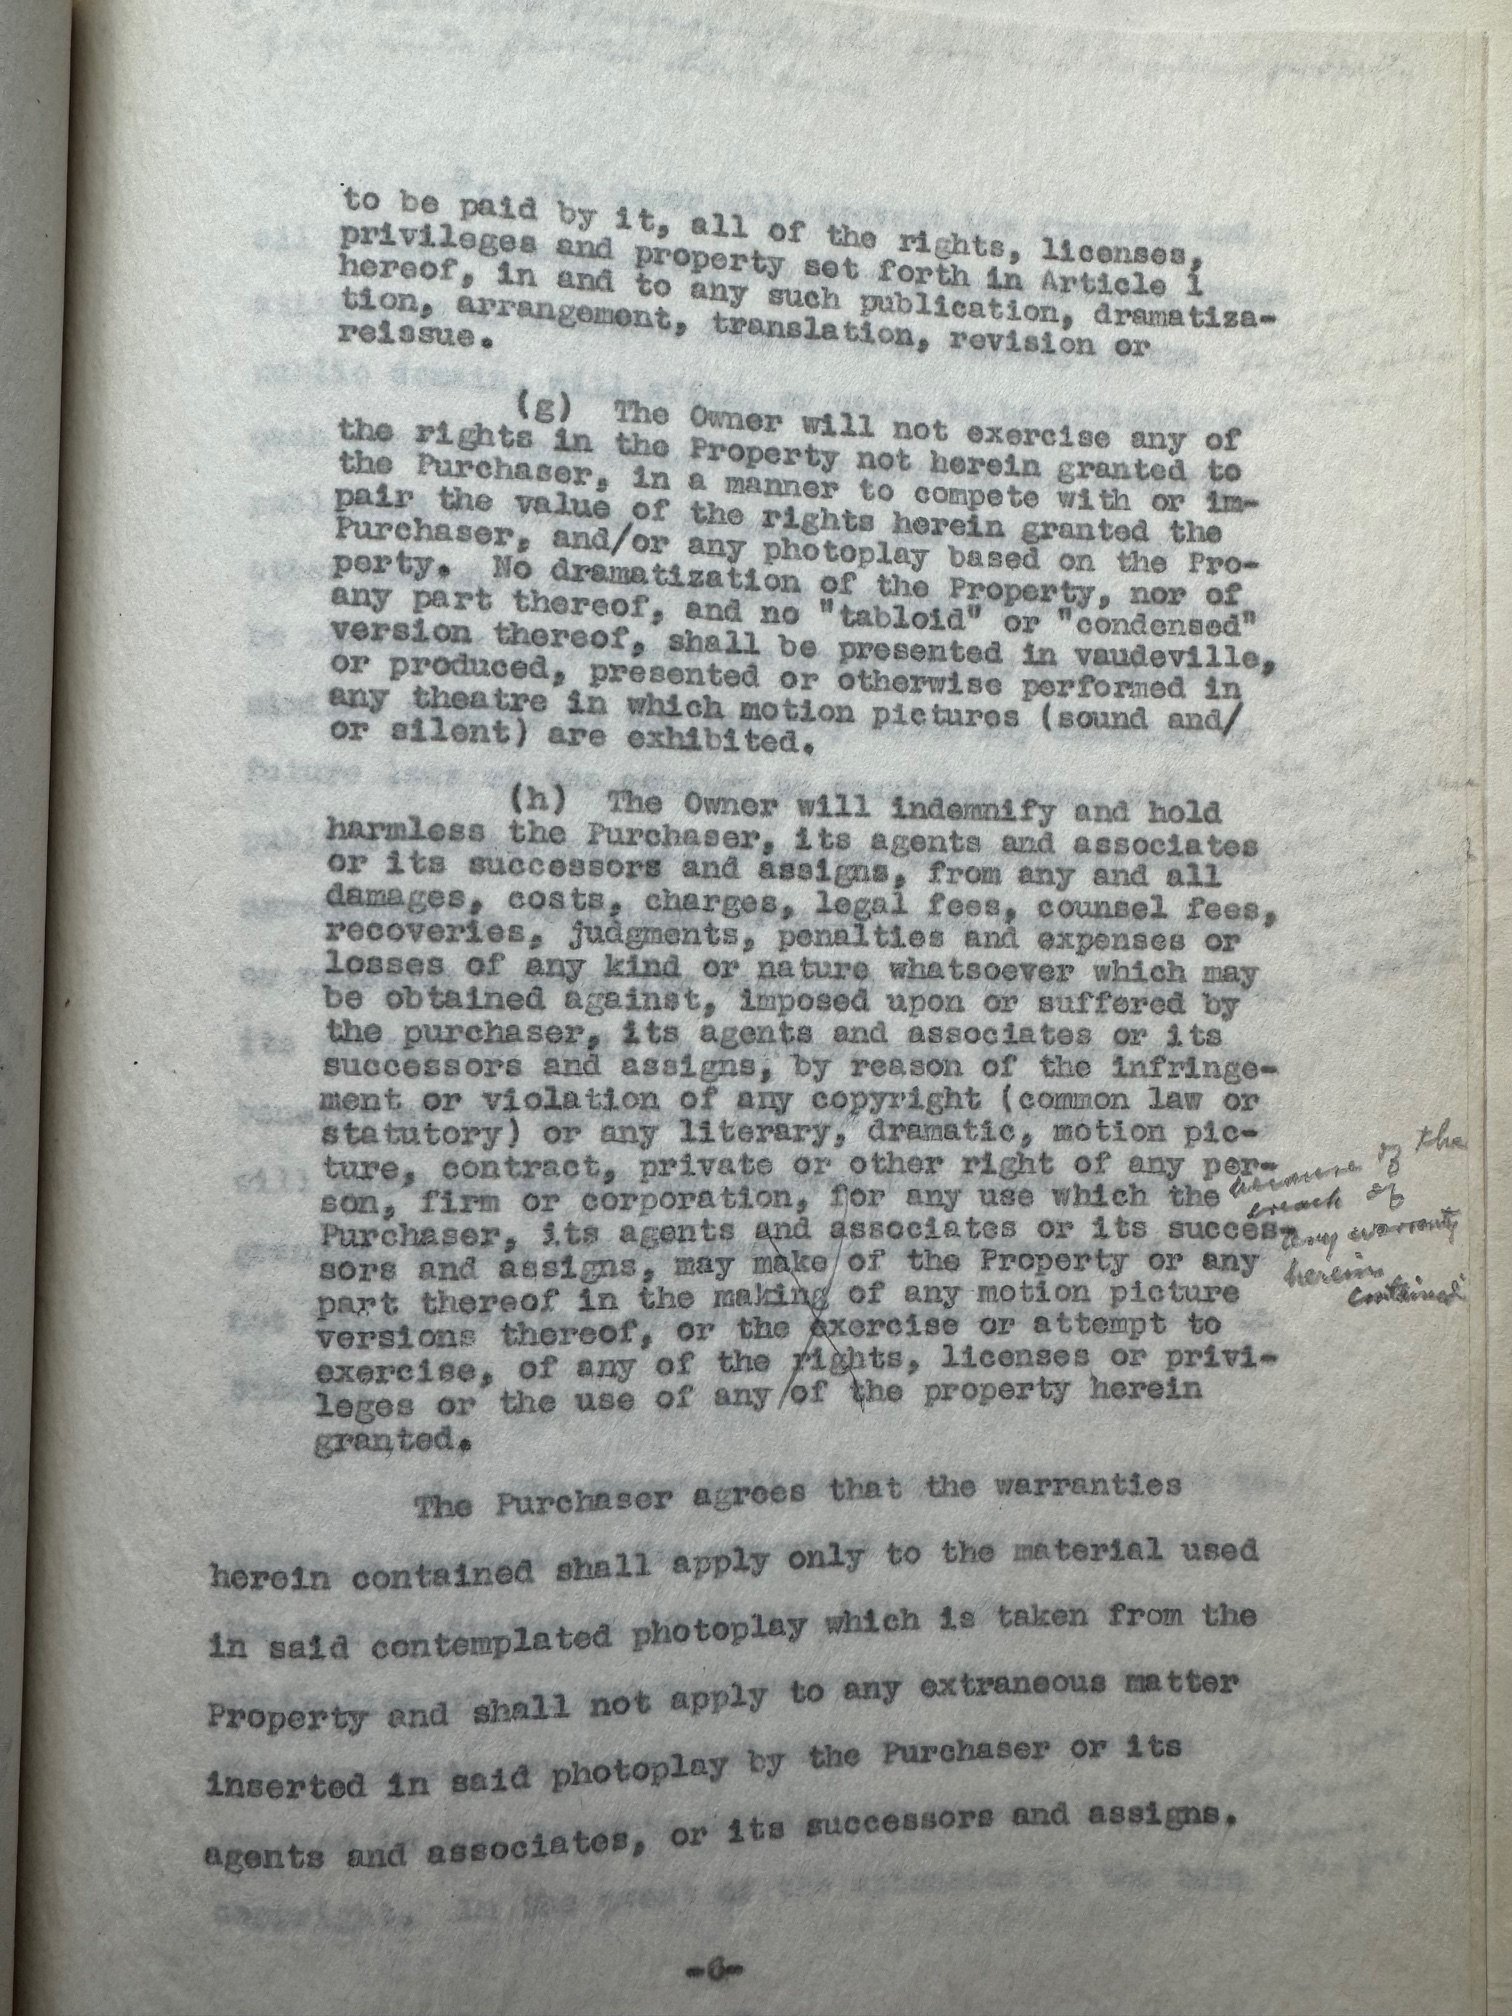 to be paid by it, all of the rights, licenses,
privileges and property set forth in Article 1
hereof, in and to any such publication, dramatiza-
tion, arrangement, translation, revision or
reissue.
(g) The Owner will not exercise any of
the rights in the Property not herein granted to
the Purchaser, in a manner to compete with or im-
pair the value of the rights herein granted the
Purchaser, and/or any photoplay based on the Pro-
perty. No dramatization of the Property, nor of
any part thereof, and no "tabloid" or "condensed"
version thereof, shall be presented in vaudeville,
or produced, presented or otherwise performed in
any theatre in which motion pictures (sound and/
or silent) are exhibited.
(h) The Owner will indemnify and hold
harmless the Purchaser, its agents and associates
or its successors and assigns, from any and all
damages, costs, charges, legal fees, counsel fees,
recoveries, judgments, penalties and expenses or
losses of any kind or nature whatsoever which may
be obtained against, imposed upon or suffered by
the purchaser, its agents and associates or its
successors and assigns, by reason of the infringe-
ment or violation of any copyright (common law or
statutory) or any literary, dramatic, motion pic-
ture, contract, private or other right of any per-
son, firm or corporation, for any use which the
Purchaser, its agents and associates or its succes-
sors and assigns, may make of the Property or any
part thereof in the making of any motion picture
versions thereof, or the exercise or attempt to
exercise, of any of the rights, licenses or privi-
leges or the use of any of the property herein
granted.
because of the
breach of
any warranty
herein
contained
The Purchaser agrees that the warranties
herein contained shall apply only to the material used
in said contemplated photoplay which is taken from the
Property and shall not apply to any extraneous matter
inserted in said photoplay by the Purchaser or its
agents and associates, or its successors and assigns.
-6-